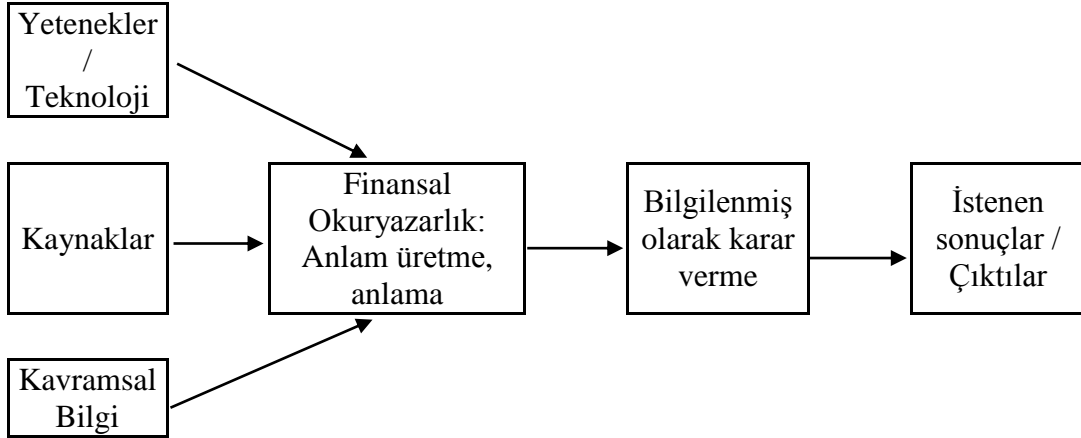 Yetenekler
/
Teknoloji
Kaynaklar
Kavramsal
Bilgi
Finansal
Okuryazarlık:
Anlam üretme,
anlama
Bilgilenmiş
olarak karar
verme
İstenen
sonuçlar /
Çıktılar